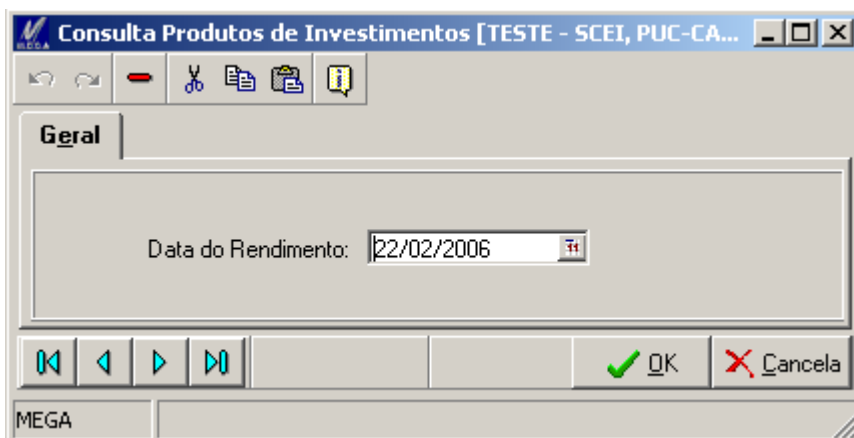 Consulta Produtos de Investimentos [TESTE - SCEI, PUC-CA...
Geral
Data do Rendimento: 22/02/2006
OK Cancela
MEGA